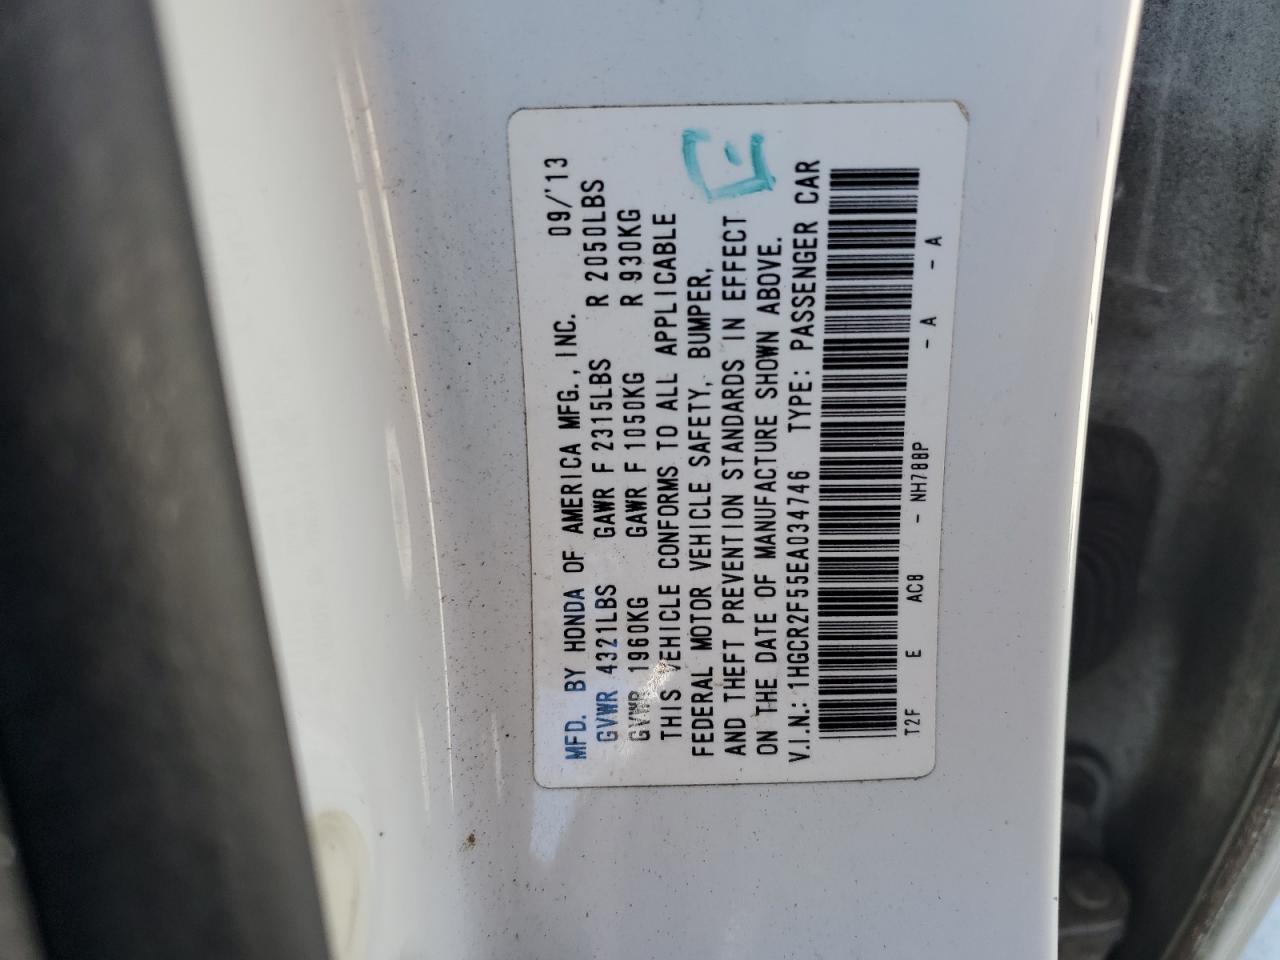 MFD. BY HONDA OF AMERICA MFG., INC. 09/'13
GVWR 4321LBS GAWR F 2315LBS R 2050LBS
GVWR 1960KG GAWR F 1050KG R 930KG
THIS VEHICLE CONFORMS TO ALL APPLICABLE
FEDERAL MOTOR VEHICLE SAFETY, BUMPER,
AND THEFT PREVENTION STANDARDS IN EFFECT
ON THE DATE OF MANUFACTURE SHOWN ABOVE.
V.I.N.: 1HGCR2F55EA034746 TYPE: PASSENGER CAR
T2F E AC8 - NH788P - A - A